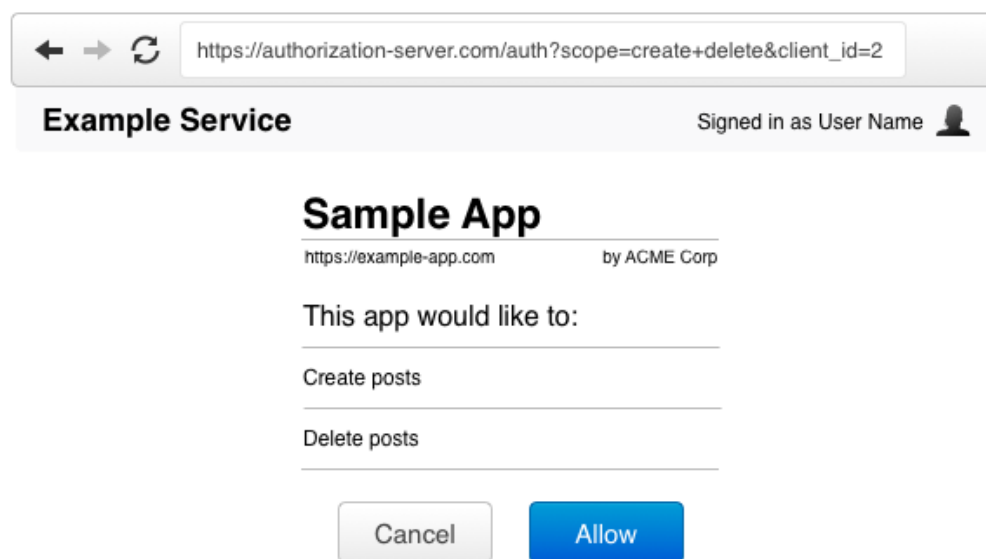 https://authorization-server.com/auth?scope=create+delete&client_id=2
Example Service
Signed in as User Name
Sample App
https://example-app.com
by ACME Corp
This app would like to:
Create posts
Delete posts
Cancel
Allow